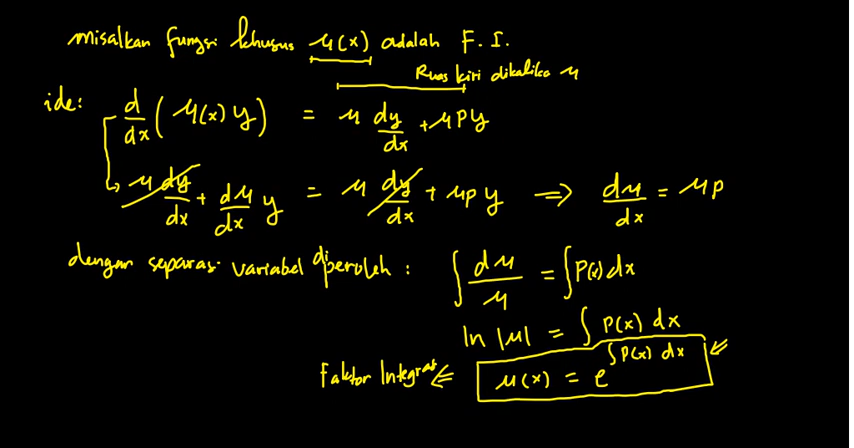 misalkan fungsi khusus μ(x) adalah F. I.
Ruas kiri dikalikan μ
ide: d/dx ( μ(x) y ) = μ dy/dx + μPy
μ dy/dx + dμ/dx y = μ dy/dx + μp y ⟹ dμ/dx = μp
dengan separasi variabel diperoleh : ∫ dμ/μ = ∫ P(x) dx
ln |μ| = ∫ P(x) dx
Faktor Integrasi ⇐ μ(x) = e^{∫ P(x) dx} ⇐